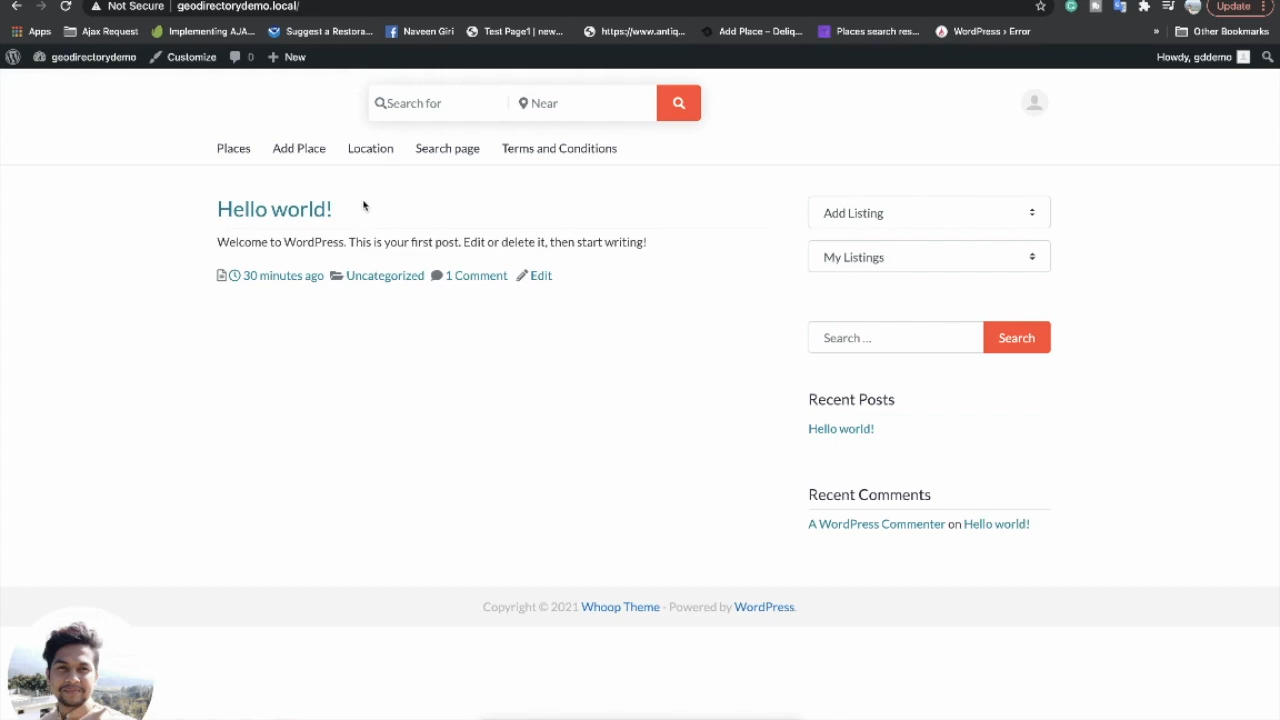 Not Secure | geodirectorydemo.local/
Update
Apps Ajax Request Implementing AJA... Suggest a Restora... Naveen Giri Test Page1 | new... https://www.antiq... Add Place – Deliq... Places search res... WordPress › Error » Other Bookmarks
geodirectorydemo Customize 0 New Howdy, gddemo
Search for Near
Places Add Place Location Search page Terms and Conditions
Hello world!
Welcome to WordPress. This is your first post. Edit or delete it, then start writing!
30 minutes ago Uncategorized 1 Comment Edit
Add Listing
My Listings
Search ... Search
Recent Posts
Hello world!
Recent Comments
A WordPress Commenter on Hello world!
Copyright © 2021 Whoop Theme - Powered by WordPress.